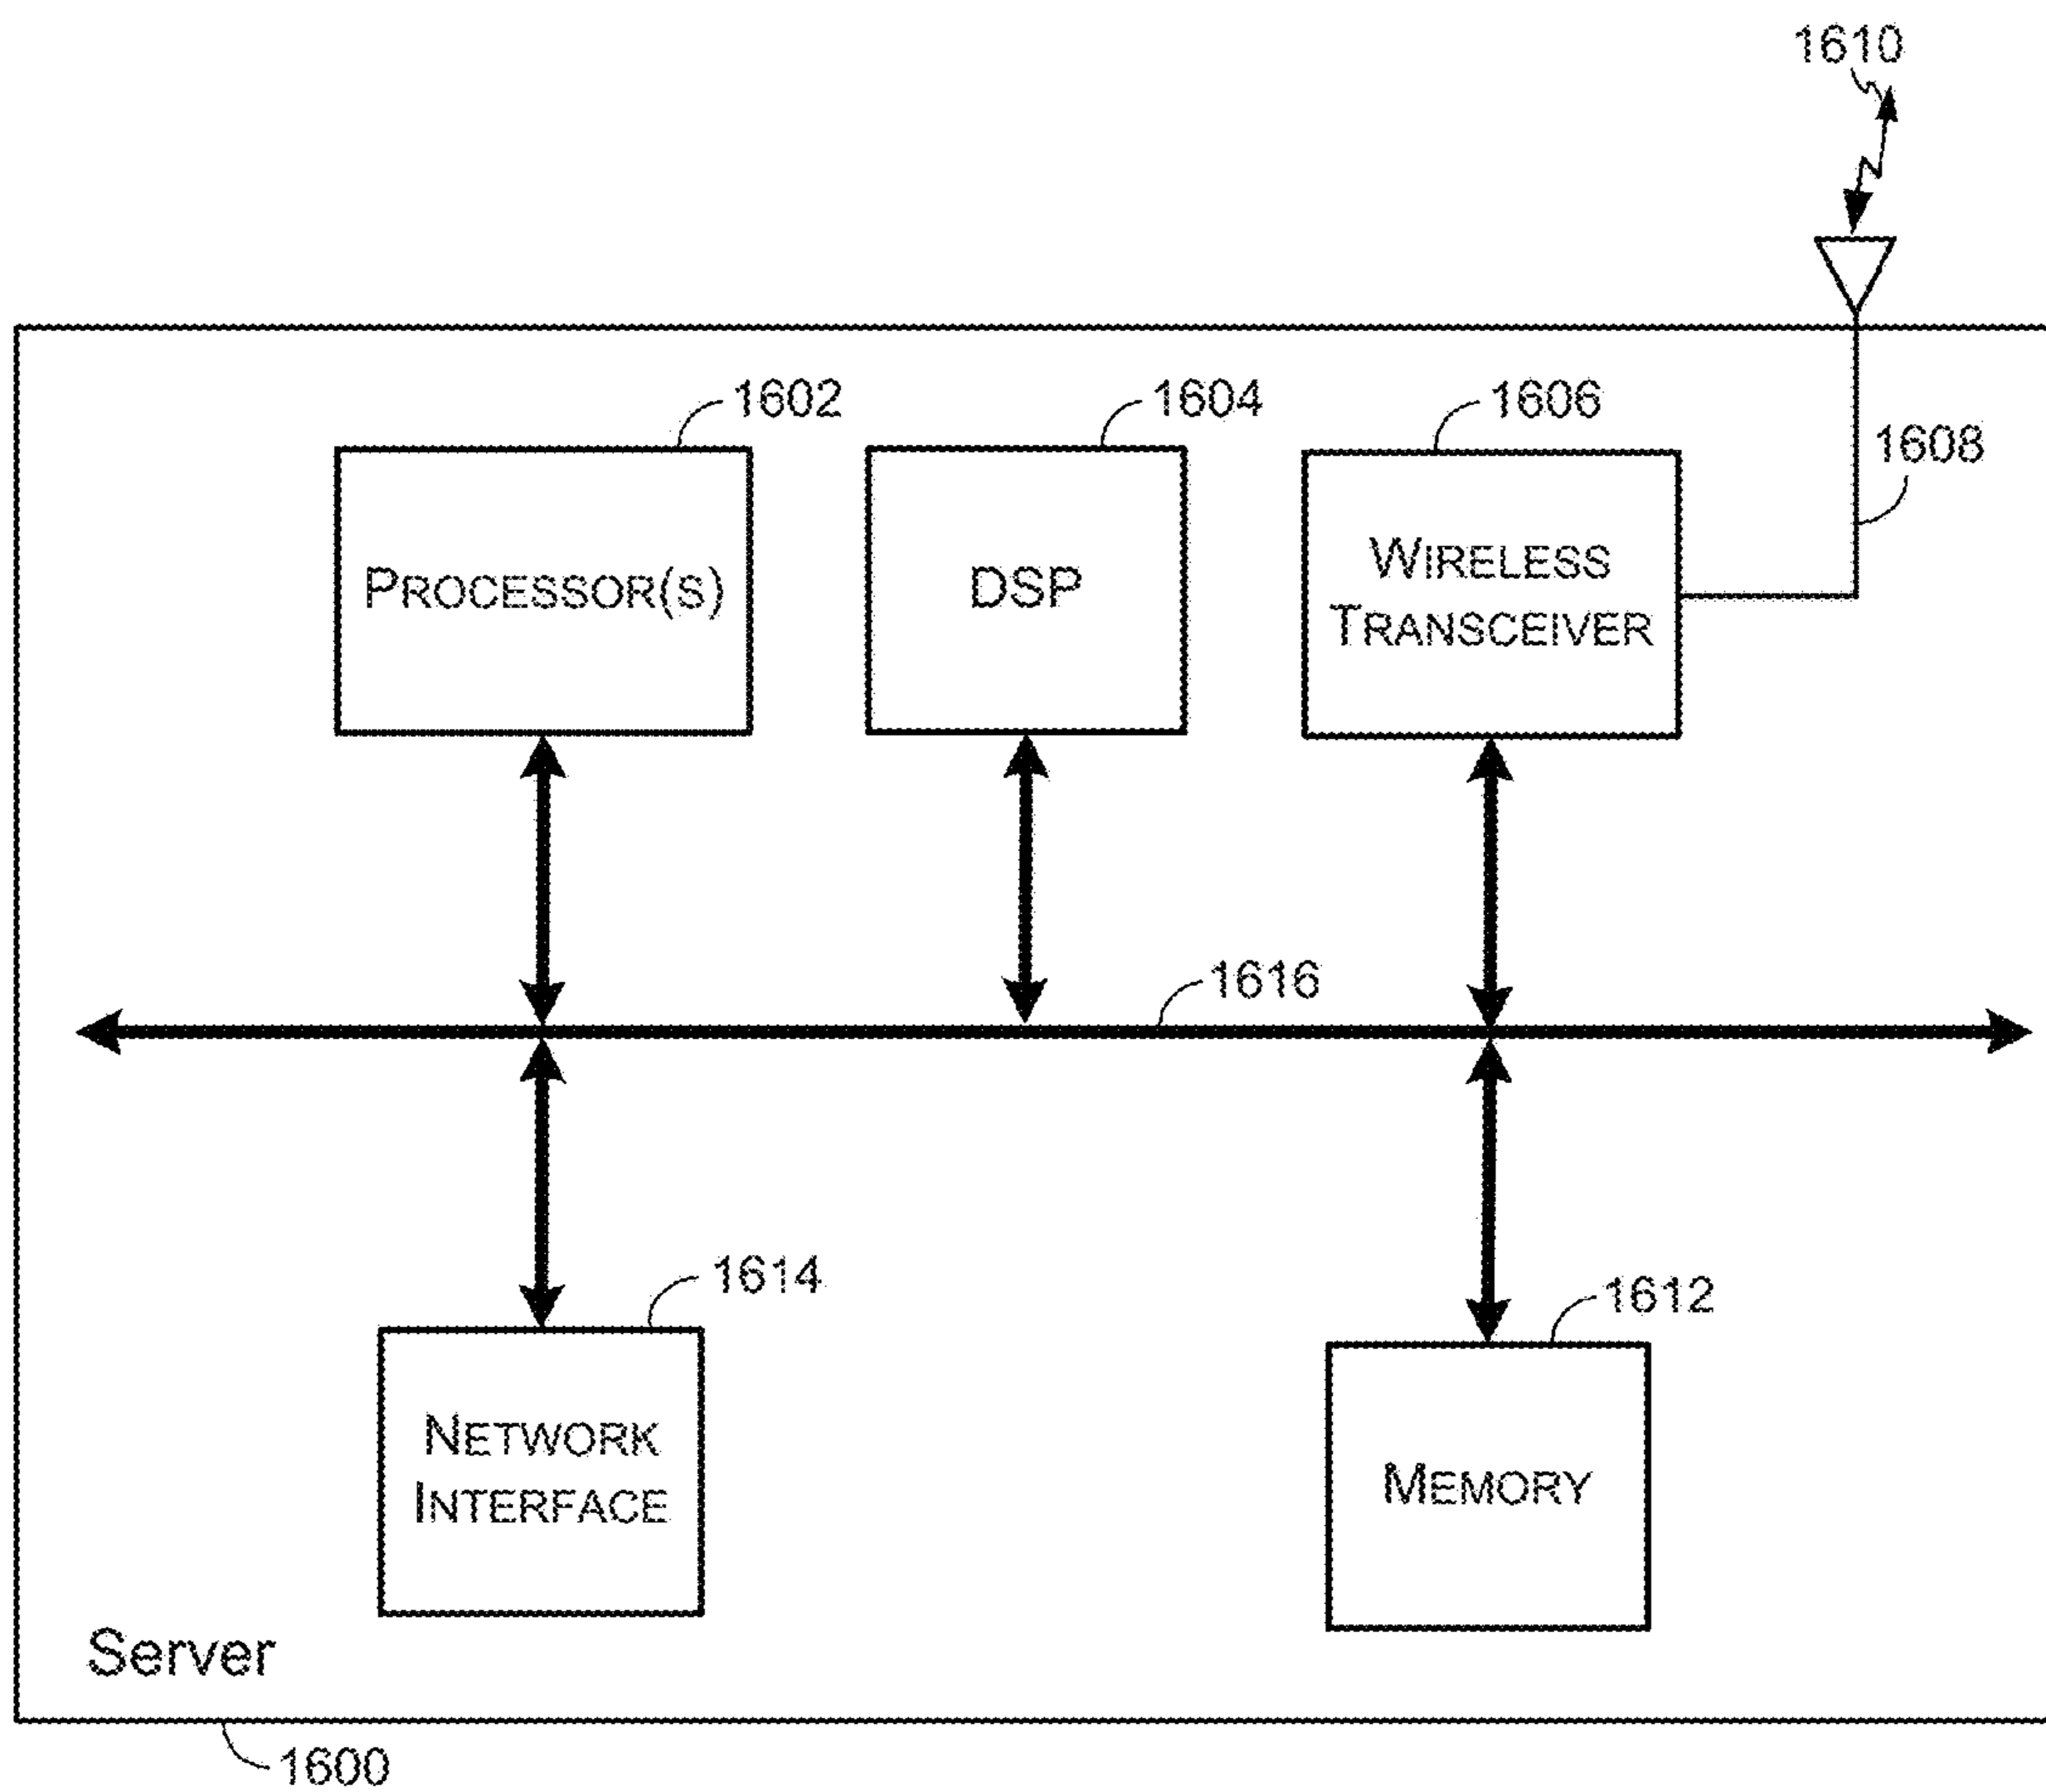 1610
1602
1604
1606
1608
PROCESSOR(S)
DSP
WIRELESS
TRANSCEIVER
1616
1614
1612
NETWORK
INTERFACE
MEMORY
Server
1600